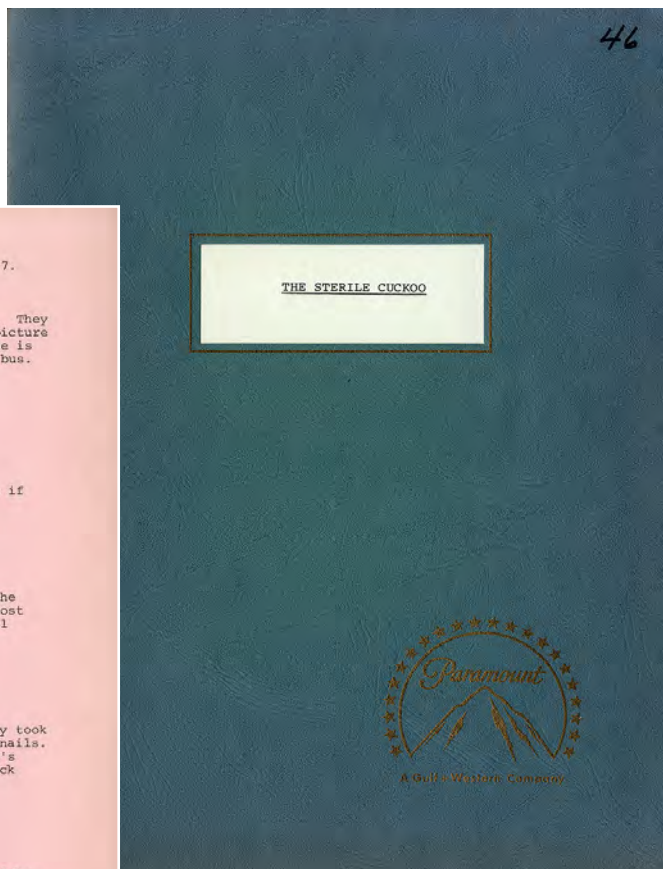 46
THE STERILE CUCKOO
Paramount
A Gulf + Western Company
7.
They
picture
e is
bus.
if
he
ost
l
y took
nails.
's
ck